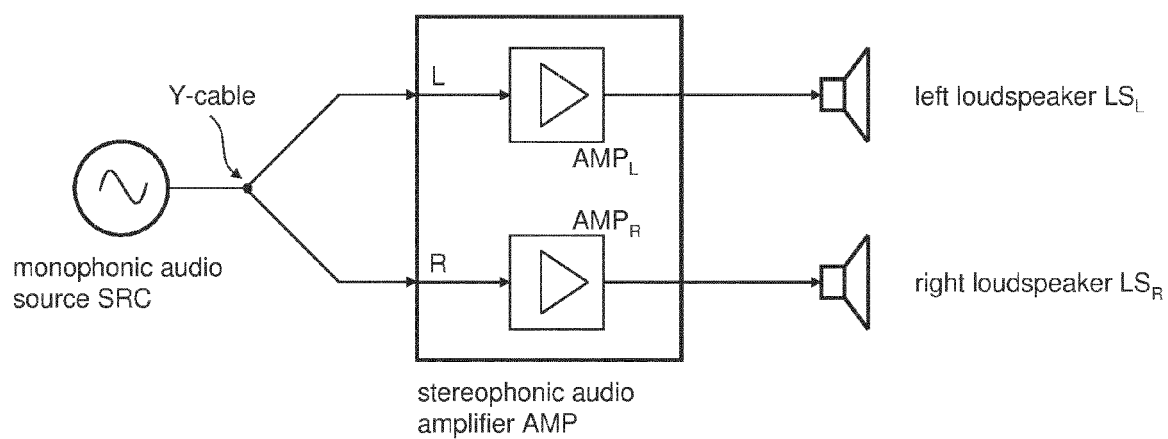 Y-cable
L
AMP_L
left loudspeaker LS_L
monophonic audio
source SRC
AMP_R
R
right loudspeaker LS_R
stereophonic audio
amplifier AMP